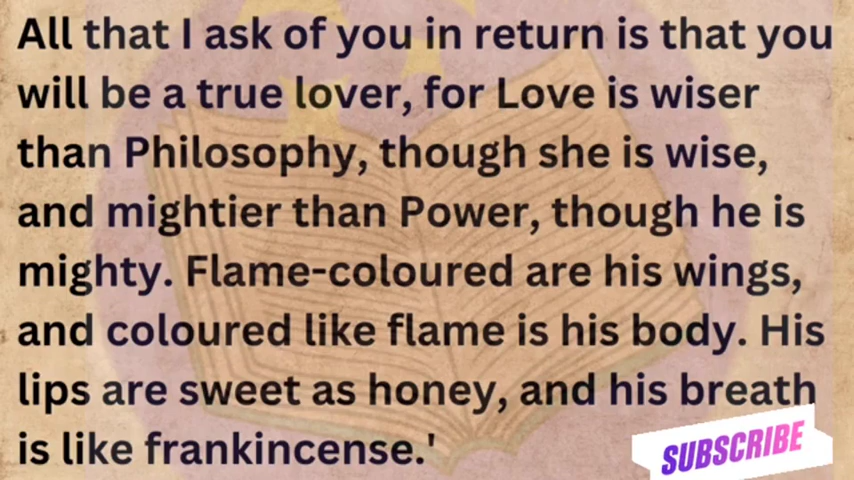 All that I ask of you in return is that you
will be a true lover, for Love is wiser
than Philosophy, though she is wise,
and mightier than Power, though he is
mighty. Flame-coloured are his wings,
and coloured like flame is his body. His
lips are sweet as honey, and his breath
is like frankincense.'
SUBSCRIBE